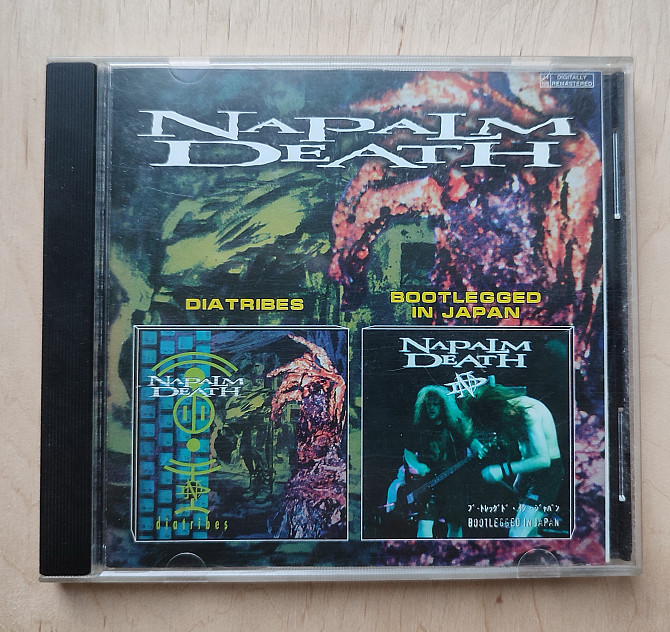 DIGITALLY
REMASTERED
NAPALM
DEATH
DIATRIBES
BOOTLEGGED
IN JAPAN
NAPALM
DEATH
diatribes
NAPALM
DEATH
ブートレッグド・イン・ジャパン
BOOTLEGGED IN JAPAN